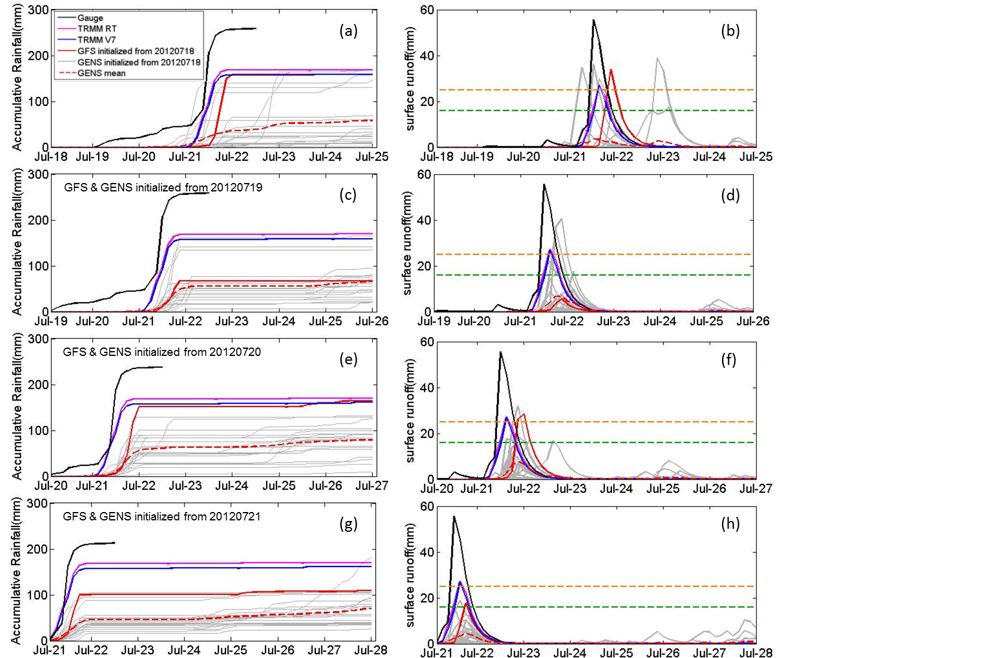 300
200
100
0
Accumulative Rainfall(mm)
Gauge
TRMM RT
TRMM V7
GFS initialized from 20120718
GENS initialized from 20120718
GENS mean
(a)
Jul-18 Jul-19 Jul-20 Jul-21 Jul-22 Jul-23 Jul-24 Jul-25
60
40
20
0
surface runoff(mm)
(b)
Jul-18 Jul-19 Jul-20 Jul-21 Jul-22 Jul-23 Jul-24 Jul-25
300
200
100
0
Accumulative Rainfall(mm)
GFS & GENS initialized from 20120719
(c)
Jul-19 Jul-20 Jul-21 Jul-22 Jul-23 Jul-24 Jul-25 Jul-26
60
40
20
0
surface runoff(mm)
(d)
Jul-19 Jul-20 Jul-21 Jul-22 Jul-23 Jul-24 Jul-25 Jul-26
300
200
100
0
Accumulative Rainfall(mm)
GFS & GENS initialized from 20120720
(e)
Jul-20 Jul-21 Jul-22 Jul-23 Jul-24 Jul-25 Jul-26 Jul-27
60
40
20
0
surface runoff(mm)
(f)
Jul-20 Jul-21 Jul-22 Jul-23 Jul-24 Jul-25 Jul-26 Jul-27
300
200
100
0
Accumulative Rainfall(mm)
GFS & GENS initialized from 20120721
(g)
Jul-21 Jul-22 Jul-23 Jul-24 Jul-25 Jul-26 Jul-27 Jul-28
60
40
20
0
surface runoff(mm)
(h)
Jul-21 Jul-22 Jul-23 Jul-24 Jul-25 Jul-26 Jul-27 Jul-28